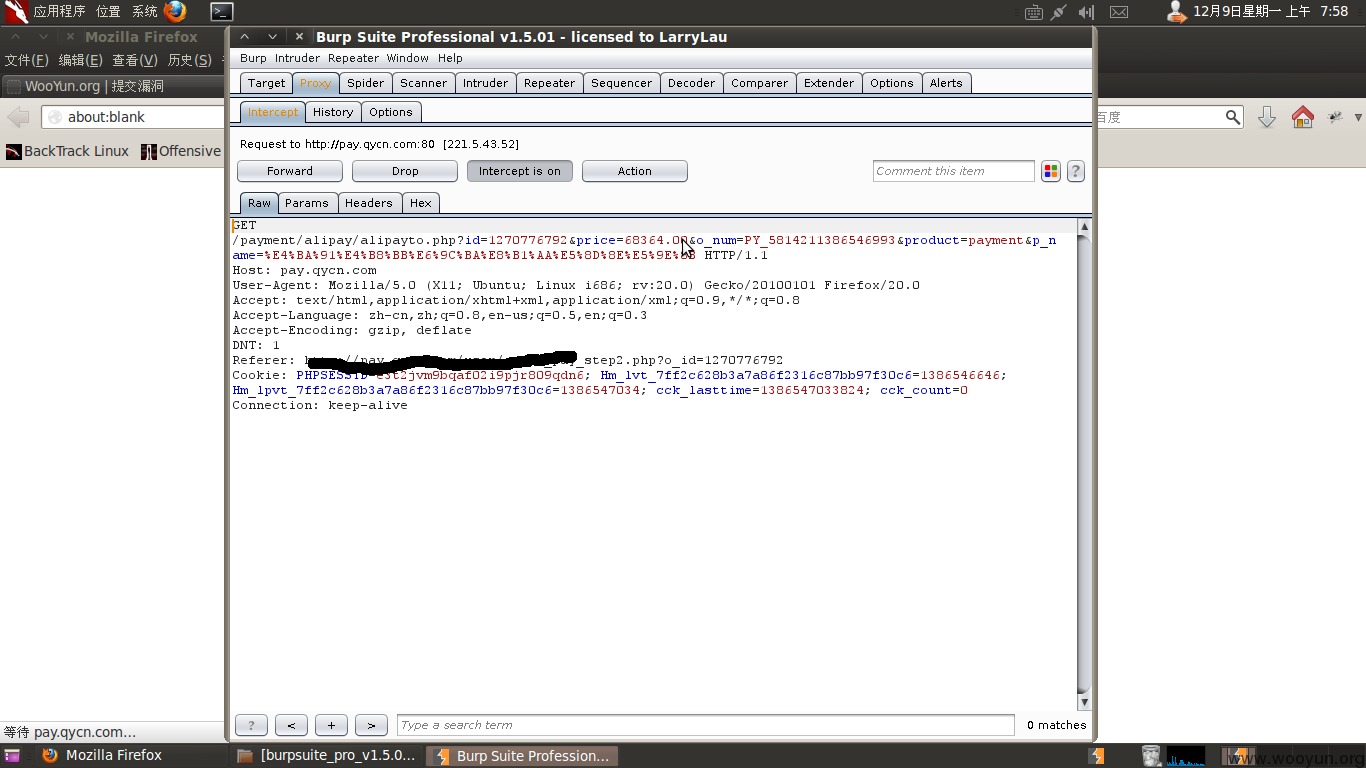 应用程序 位置 系统 12月9日星期一 上午 7:58
Mozilla Firefox
Burp Suite Professional v1.5.01 - licensed to LarryLau
文件(F) 编辑(E) 查看(V) 历史(S)
Burp Intruder Repeater Window Help
WooYun.org | 提交漏洞
Target Proxy Spider Scanner Intruder Repeater Sequencer Decoder Comparer Extender Options Alerts
about:blank
Intercept History Options
百度
BackTrack Linux Offensive
Request to http://pay.qycn.com:80 [221.5.43.52]
Forward Drop Intercept is on Action Comment this item ?
Raw Params Headers Hex
GET
/payment/alipay/alipayto.php?id=1270776792&price=68364.00&o_num=PY_5814211386546993&product=payment&p_n
ame=%E4%BA%91%E4%B8%BB%E6%9C%BA%E8%B1%AA%E5%8D%8E%E5%9E%8B HTTP/1.1
Host: pay.qycn.com
User-Agent: Mozilla/5.0 (X11; Ubuntu; Linux i686; rv:20.0) Gecko/20100101 Firefox/20.0
Accept: text/html,application/xhtml+xml,application/xml;q=0.9,*/*;q=0.8
Accept-Language: zh-cn,zh;q=0.8,en-us;q=0.5,en;q=0.3
Accept-Encoding: gzip, deflate
DNT: 1
Referer: _step2.php?o_id=1270776792
Cookie: PHPSESSID=e3t2jvm9bqaf02i9pjr809qdn6; Hm_lvt_7ff2c628b3a7a86f2316c87bb97f30c6=1386546646;
Hm_lpvt_7ff2c628b3a7a86f2316c87bb97f30c6=1386547034; cck_lasttime=1386547033824; cck_count=0
Connection: keep-alive
? < + > Type a search term 0 matches
等待 pay.qycn.com…
Mozilla Firefox [burpsuite_pro_v1.5.0... Burp Suite Profession...
www.wooyun.org